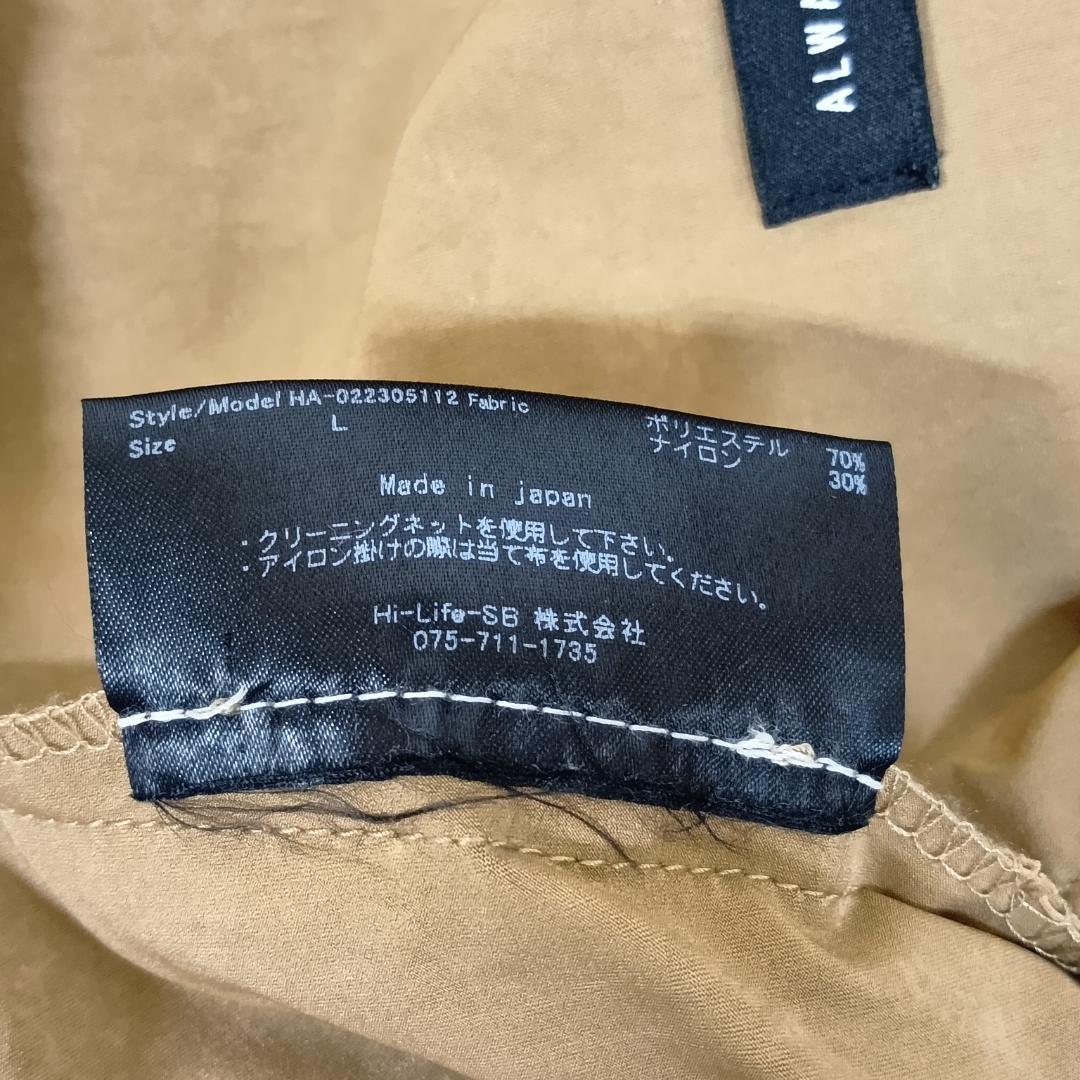 ALWA
Style/Model HA-022305112 Fabric
Size L
ポリエステル 70%
ナイロン 30%
Made in japan
・クリーニングネットを使用して下さい。
・アイロン掛けの際は当て布を使用してください。
Hi-Life-SB 株式会社
075-711-1735